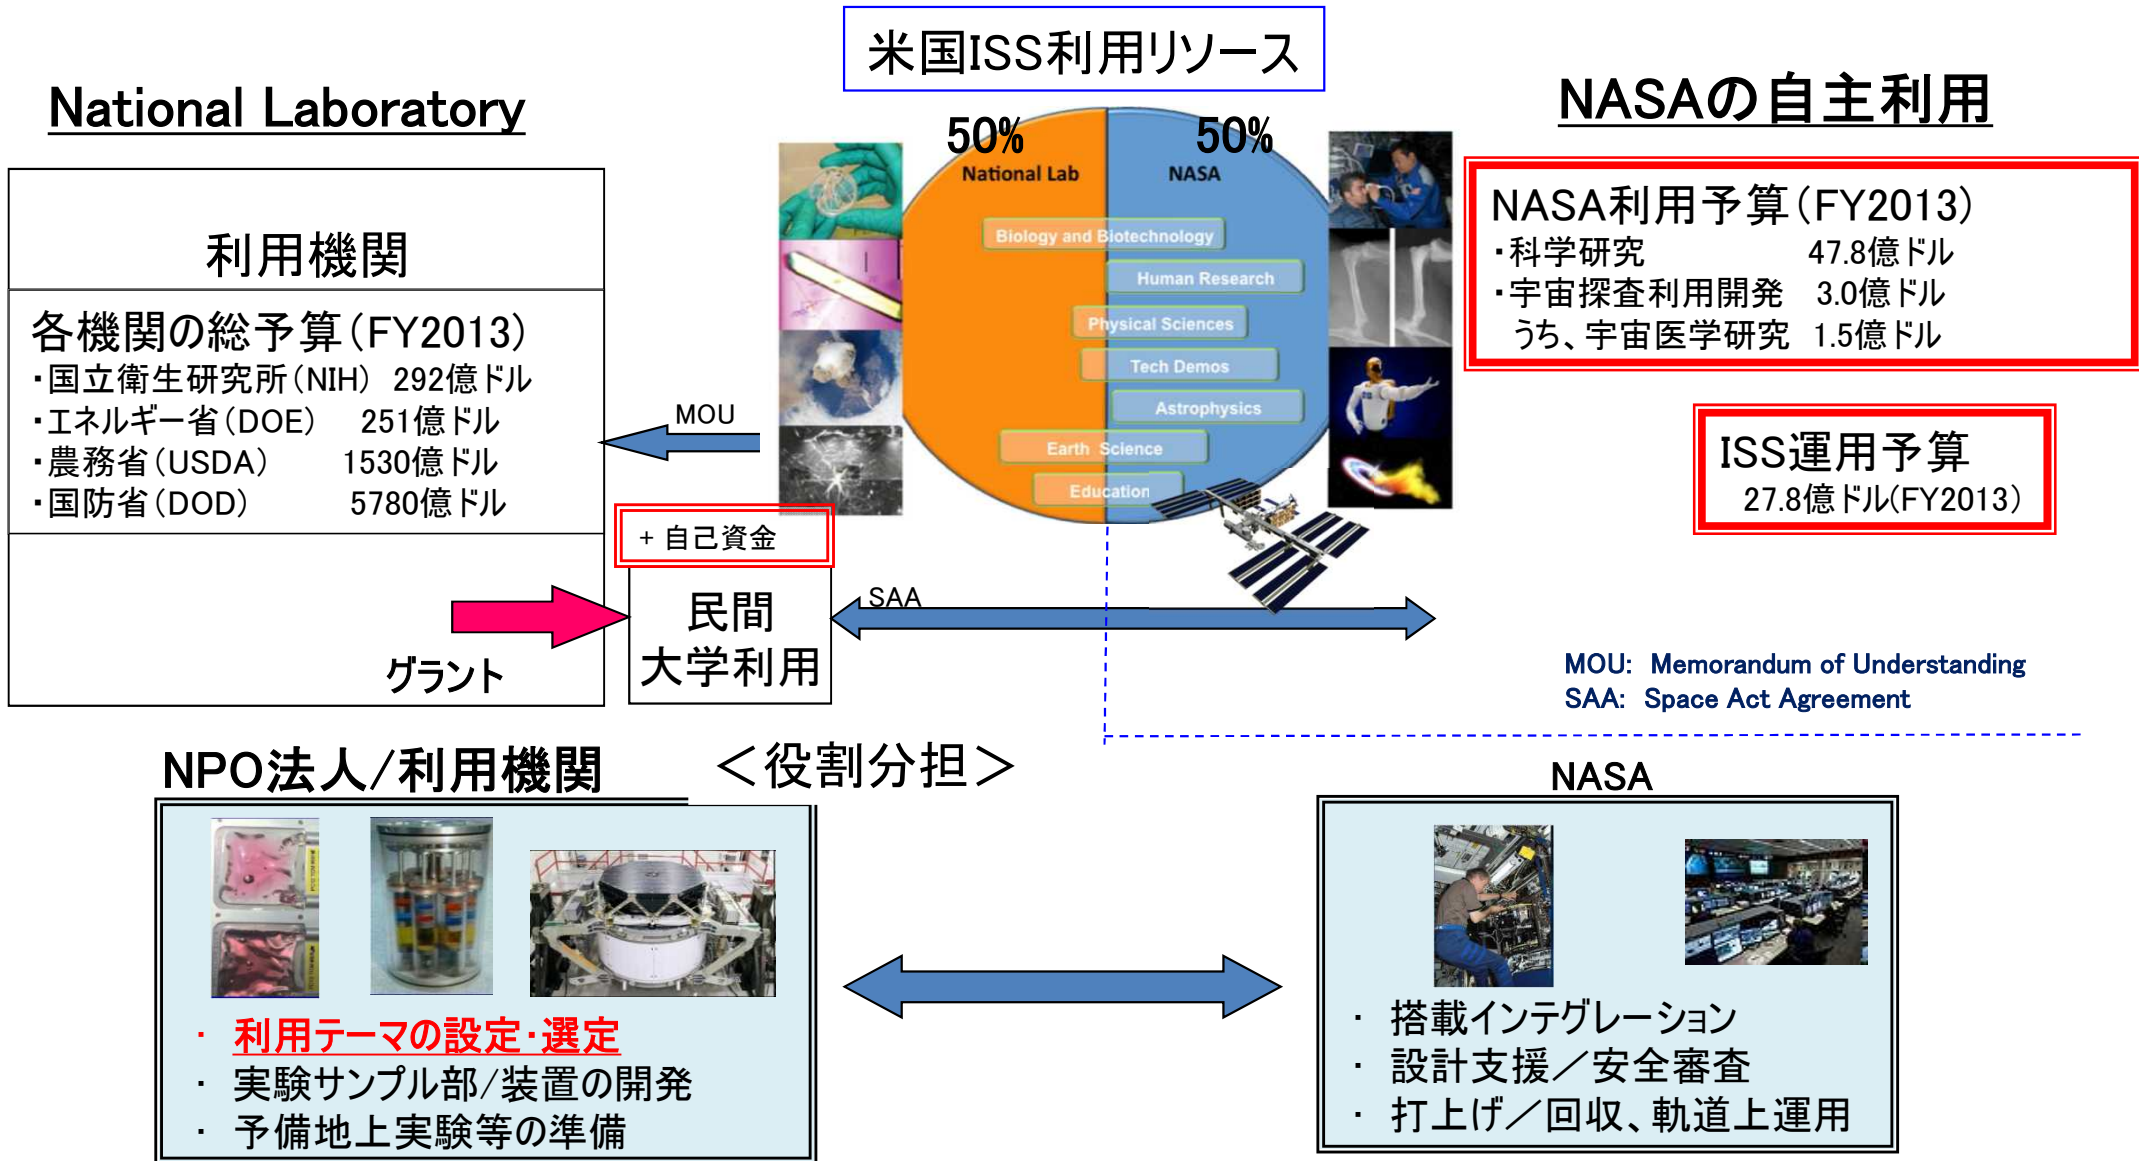 米国ISS利用リソース
National Laboratory
NASAの自主利用
利用機関
各機関の総予算（FY2013）
・国立衛生研究所（NIH） 292億ドル
・エネルギー省（DOE） 251億ドル
・農務省（USDA） 1530億ドル
・国防省（DOD） 5780億ドル
MOU
50%
50%
National Lab
NASA
Biology and Biotechnology
Human Research
Physical Sciences
Tech Demos
Astrophysics
Earth Science
Education
NASA利用予算（FY2013）
・科学研究 47.8億ドル
・宇宙探査利用開発 3.0億ドル
うち、宇宙医学研究 1.5億ドル
ISS運用予算
27.8億ドル(FY2013)
+ 自己資金
民間
大学利用
グラント
SAA
MOU: Memorandum of Understanding
SAA: Space Act Agreement
＜役割分担＞
NPO法人/利用機関
・ 利用テーマの設定・選定
・ 実験サンプル部/装置の開発
・ 予備地上実験等の準備
NASA
・ 搭載インテグレーション
・ 設計支援／安全審査
・ 打上げ／回収、軌道上運用